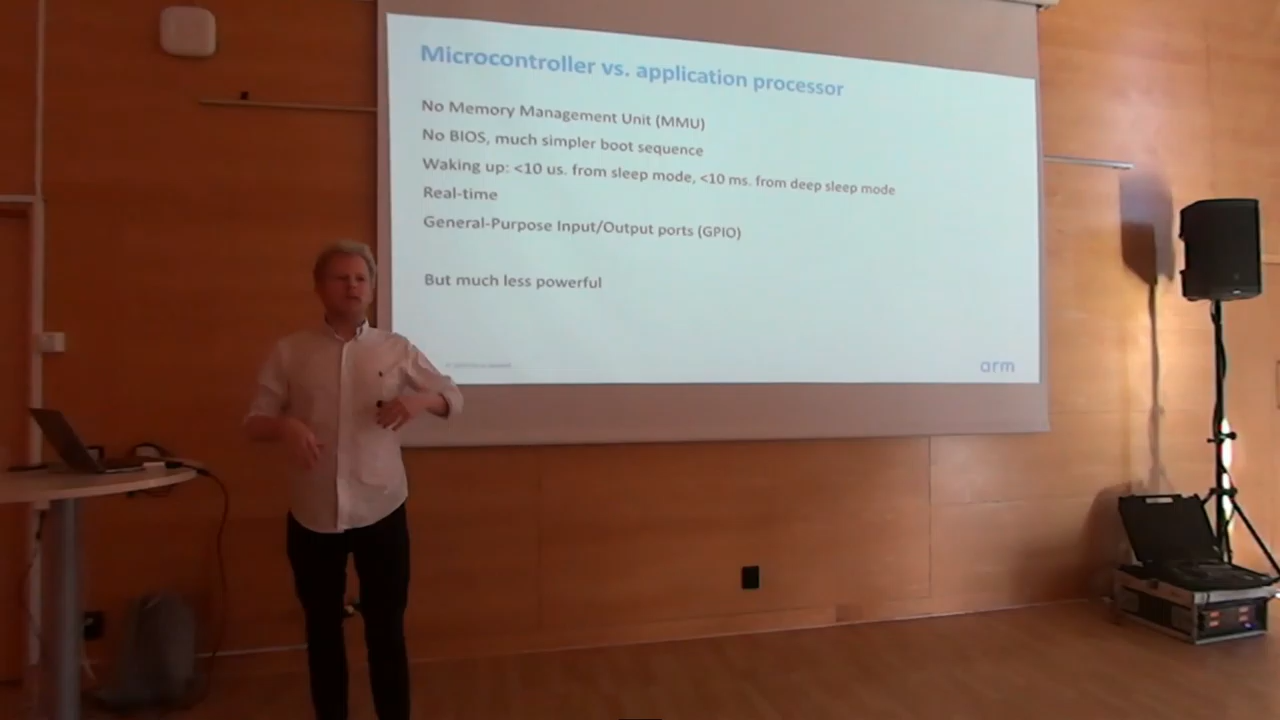 Microcontroller vs. application processor
No Memory Management Unit (MMU)
No BIOS, much simpler boot sequence
Waking up: <10 us. from sleep mode, <10 ms. from deep sleep mode
Real-time
General-Purpose Input/Output ports (GPIO)
But much less powerful
arm